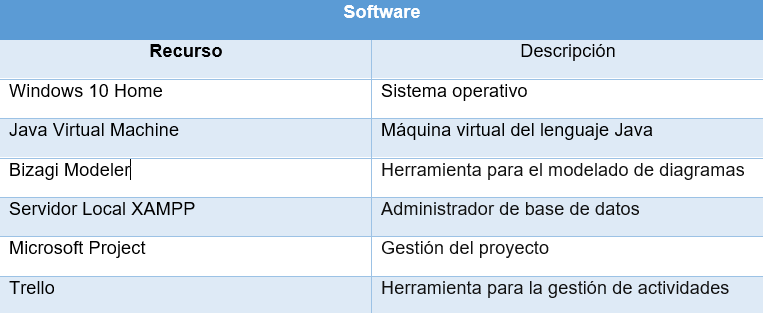 Software
Recurso Descripción
Windows 10 Home Sistema operativo
Java Virtual Machine Máquina virtual del lenguaje Java
Bizagi Modeler Herramienta para el modelado de diagramas
Servidor Local XAMPP Administrador de base de datos
Microsoft Project Gestión del proyecto
Trello Herramienta para la gestión de actividades